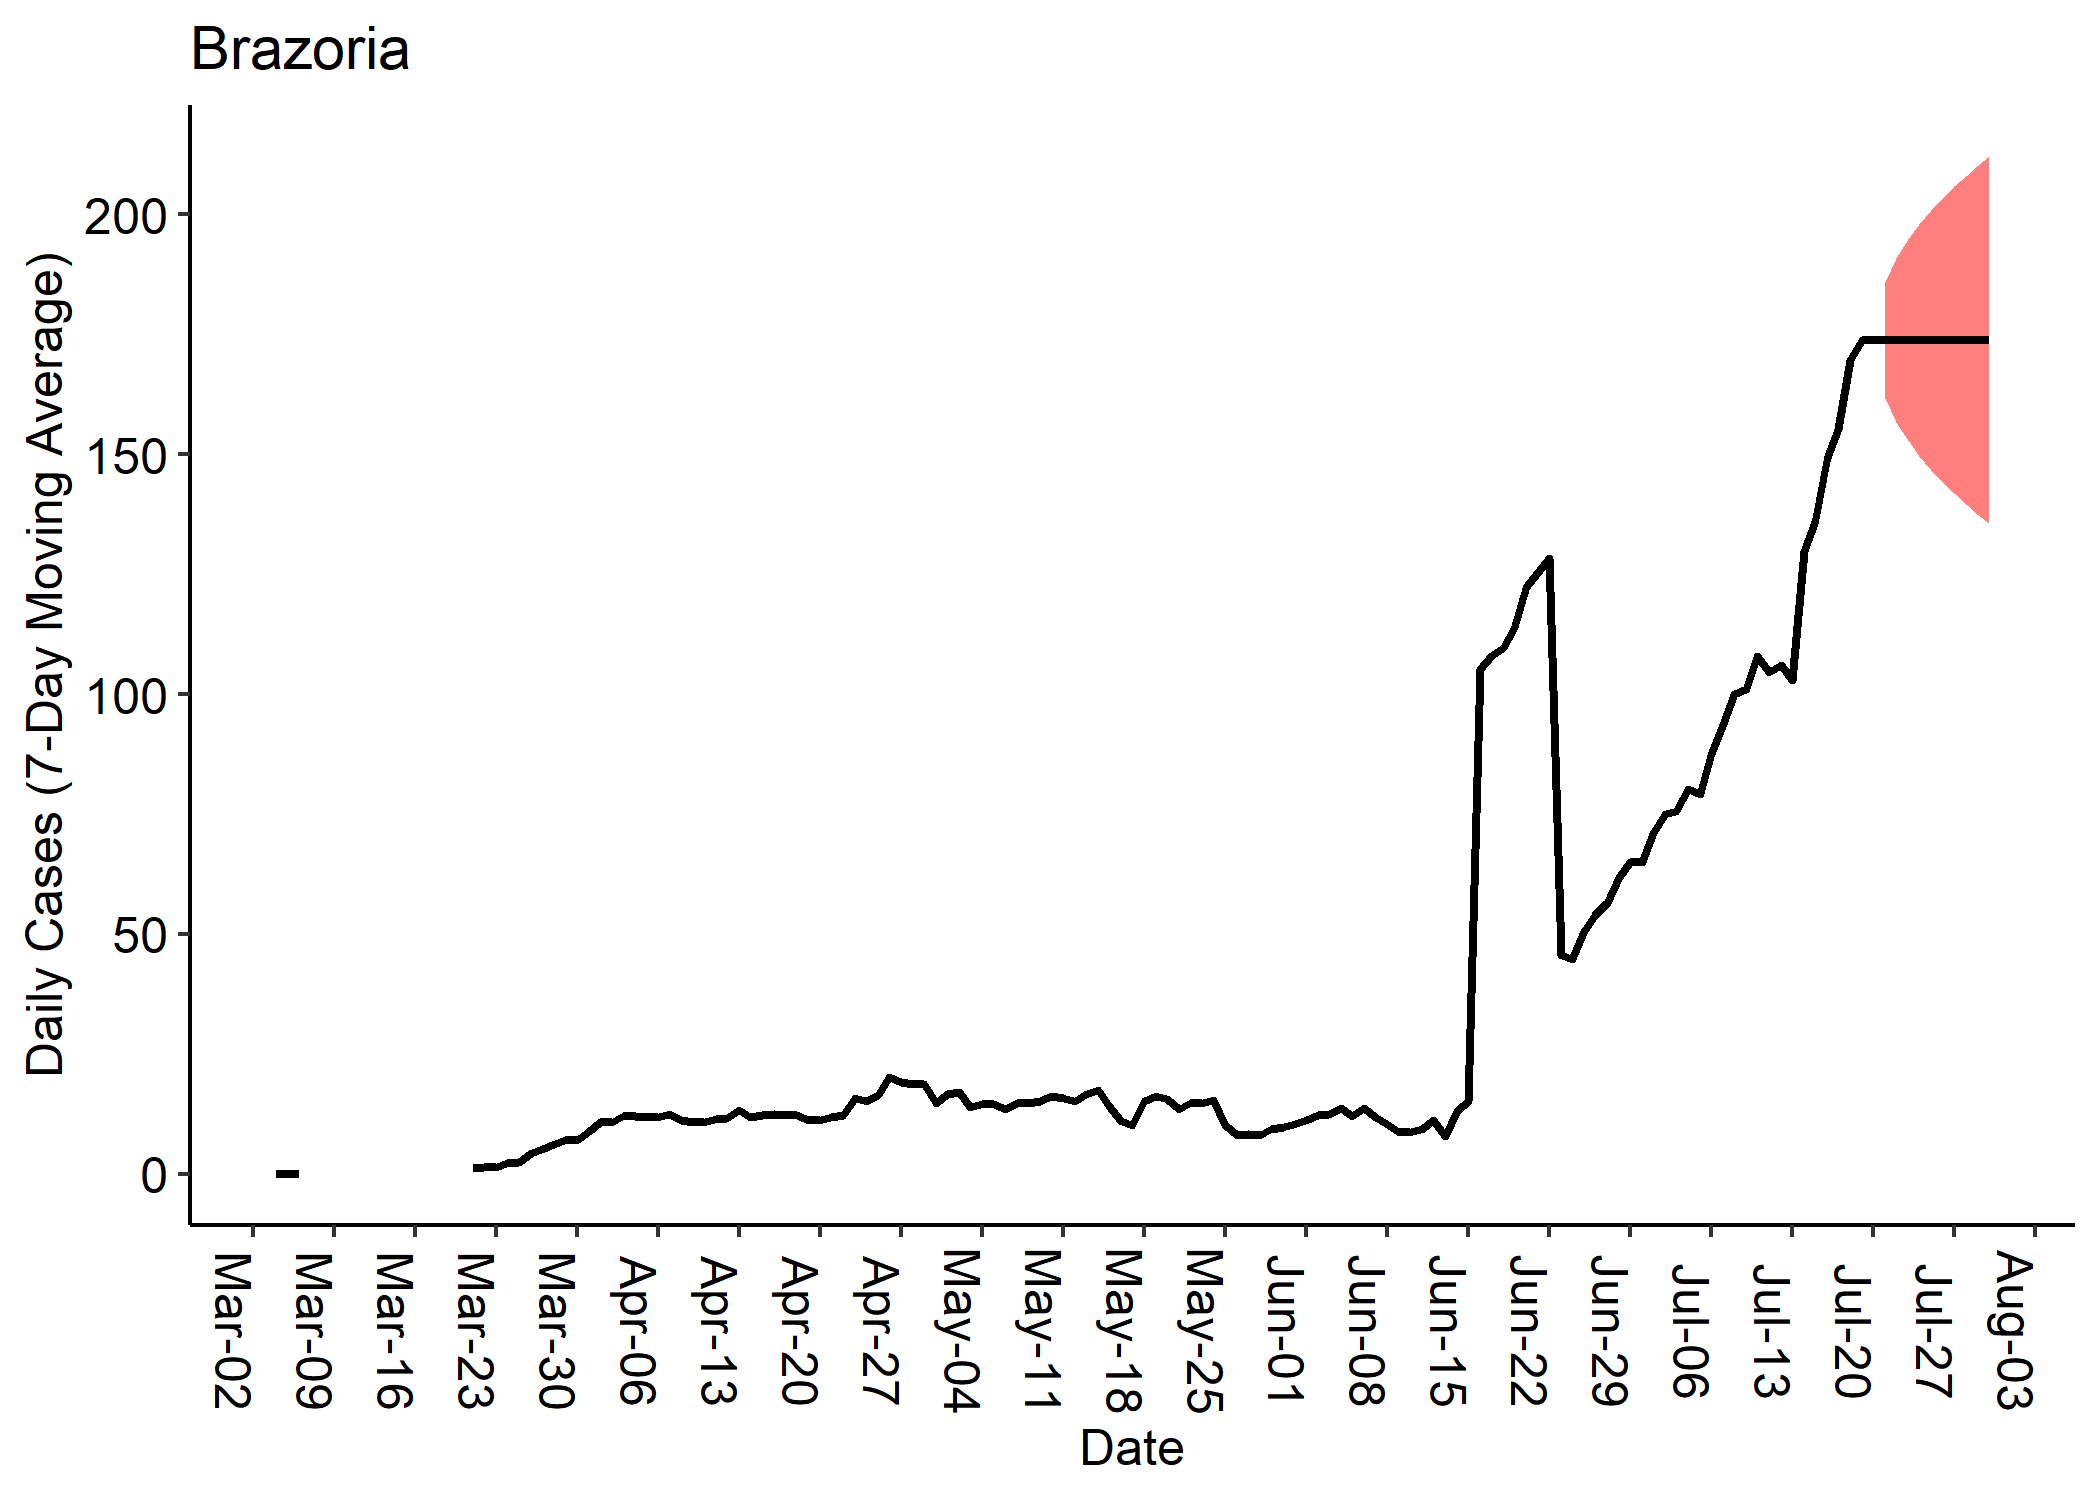 Brazoria
Daily Cases (7-Day Moving Average)
200
150
100
50
0
Mar-02
Mar-09
Mar-16
Mar-23
Mar-30
Apr-06
Apr-13
Apr-20
Apr-27
May-04
May-11
May-18
May-25
Jun-01
Jun-08
Jun-15
Jun-22
Jun-29
Jul-06
Jul-13
Jul-20
Jul-27
Aug-03
Date